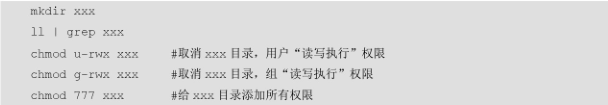 mkdir xxx
ll | grep xxx
chmod u-rwx xxx #取消 xxx 目录，用户“读写执行”权限
chmod g-rwx xxx #取消 xxx 目录，组“读写执行”权限
chmod 777 xxx #给 xxx 目录添加所有权限